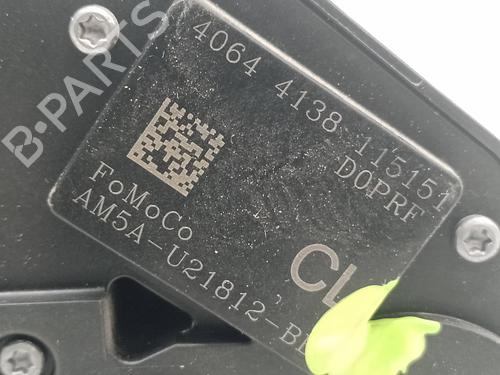 4064 4138 115151
D0PRF
FoMoCo
CL
AM5A-U21812-B
B-PARTS